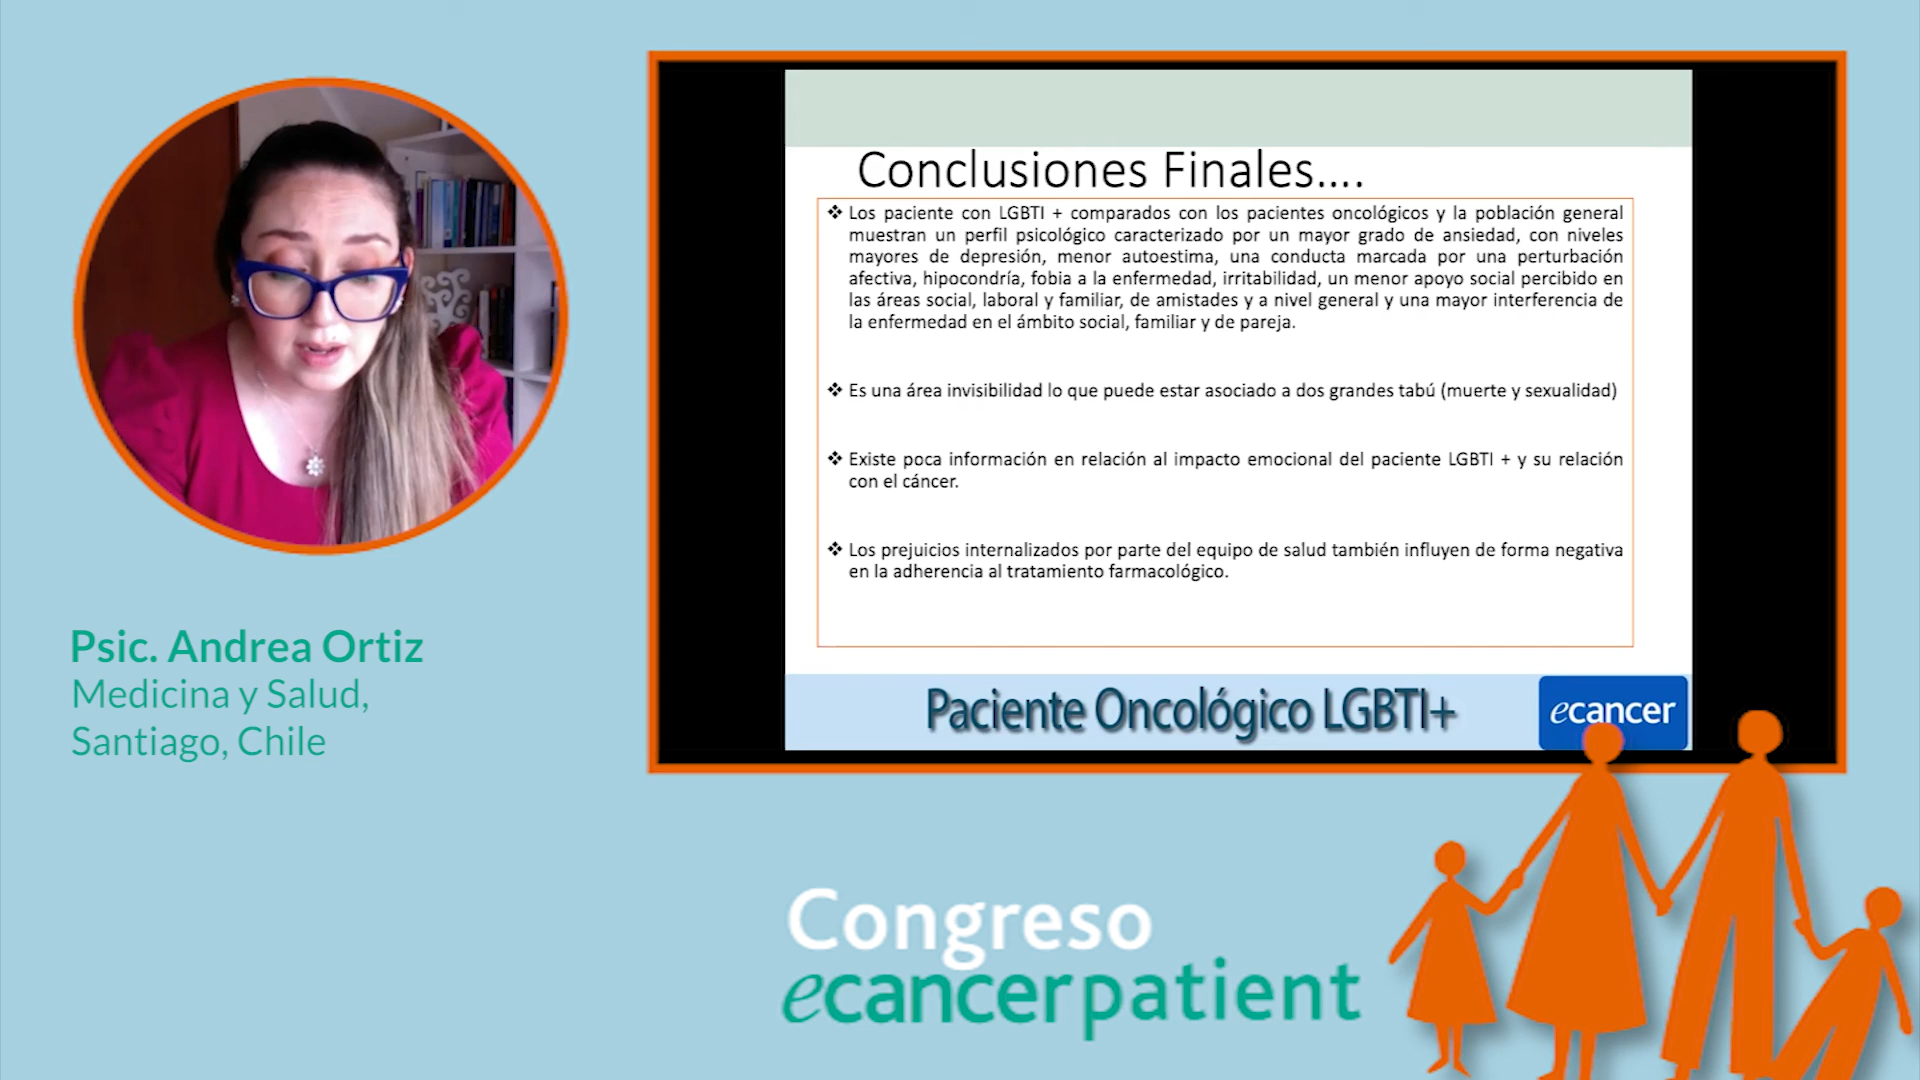 Conclusiones Finales....
❖ Los paciente con LGBTI + comparados con los pacientes oncológicos y la población general
muestran un perfil psicológico caracterizado por un mayor grado de ansiedad, con niveles
mayores de depresión, menor autoestima, una conducta marcada por una perturbación
afectiva, hipocondría, fobia a la enfermedad, irritabilidad, un menor apoyo social percibido en
las áreas social, laboral y familiar, de amistades y a nivel general y una mayor interferencia de
la enfermedad en el ámbito social, familiar y de pareja.
❖ Es una área invisibilidad lo que puede estar asociado a dos grandes tabú (muerte y sexualidad)
❖ Existe poca información en relación al impacto emocional del paciente LGBTI + y su relación
con el cáncer.
❖ Los prejuicios internalizados por parte del equipo de salud también influyen de forma negativa
en la adherencia al tratamiento farmacológico.
Paciente Oncológico LGBTI+
ecancer
Psic. Andrea Ortiz
Medicina y Salud,
Santiago, Chile
Congreso
ecancerpatient